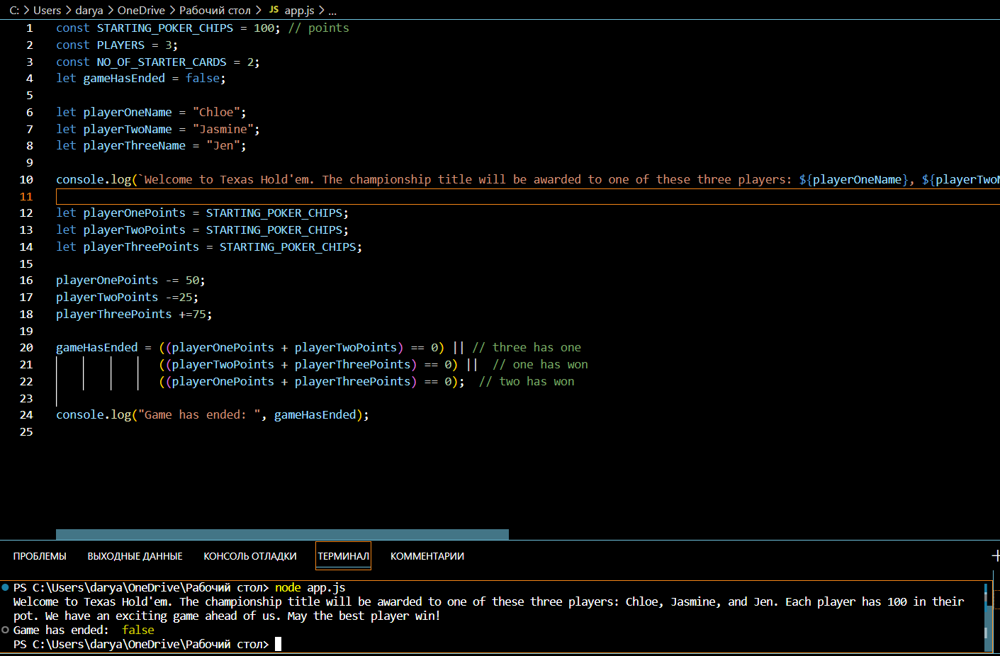 C: > Users > darya > OneDrive > Рабочий стол > JS app.js > ...
1 const STARTING_POKER_CHIPS = 100; // points
2 const PLAYERS = 3;
3 const NO_OF_STARTER_CARDS = 2;
4 let gameHasEnded = false;
5
6 let playerOneName = "Chloe";
7 let playerTwoName = "Jasmine";
8 let playerThreeName = "Jen";
9
10 console.log(`Welcome to Texas Hold'em. The championship title will be awarded to one of these three players: ${playerOneName}, ${playerTwoN
11
12 let playerOnePoints = STARTING_POKER_CHIPS;
13 let playerTwoPoints = STARTING_POKER_CHIPS;
14 let playerThreePoints = STARTING_POKER_CHIPS;
15
16 playerOnePoints -= 50;
17 playerTwoPoints -=25;
18 playerThreePoints +=75;
19
20 gameHasEnded = ((playerOnePoints + playerTwoPoints) == 0) || // three has one
21 ((playerTwoPoints + playerThreePoints) == 0) || // one has won
22 ((playerOnePoints + playerThreePoints) == 0); // two has won
23
24 console.log("Game has ended: ", gameHasEnded);
25
ПРОБЛЕМЫ ВЫХОДНЫЕ ДАННЫЕ КОНСОЛЬ ОТЛАДКИ ТЕРМИНАЛ КОММЕНТАРИИ +
PS C:\Users\darya\OneDrive\Рабочий стол> node app.js
Welcome to Texas Hold'em. The championship title will be awarded to one of these three players: Chloe, Jasmine, and Jen. Each player has 100 in their
pot. We have an exciting game ahead of us. May the best player win!
Game has ended:  false
PS C:\Users\darya\OneDrive\Рабочий стол>